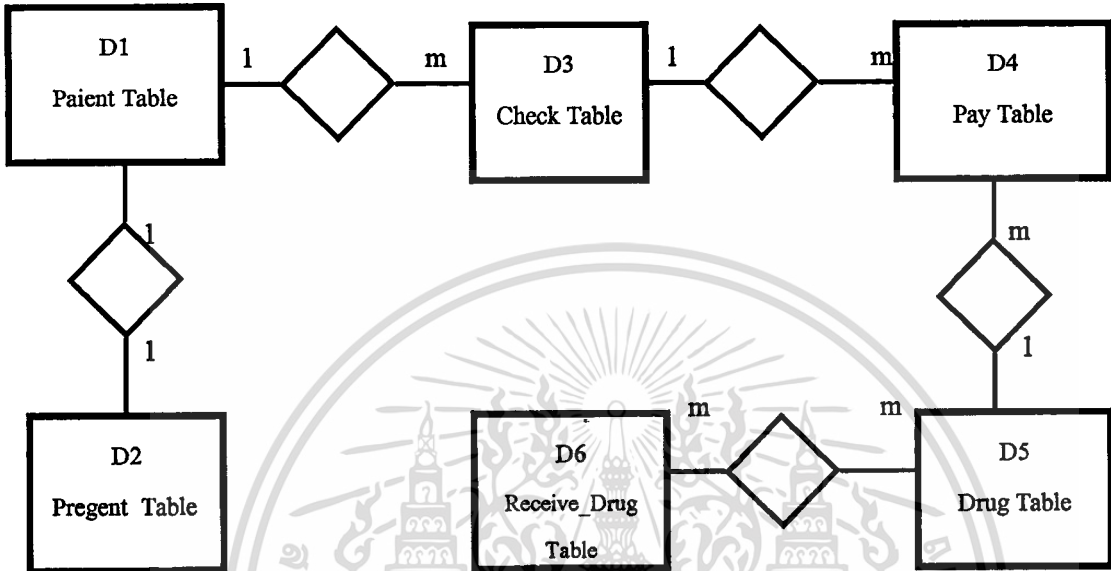 D1
Paient Table
1
m
D3
Check Table
1
m
D4
Pay Table
1
1
m
1
D2
Pregent Table
D6
Receive_Drug
Table
m
m
D5
Drug Table